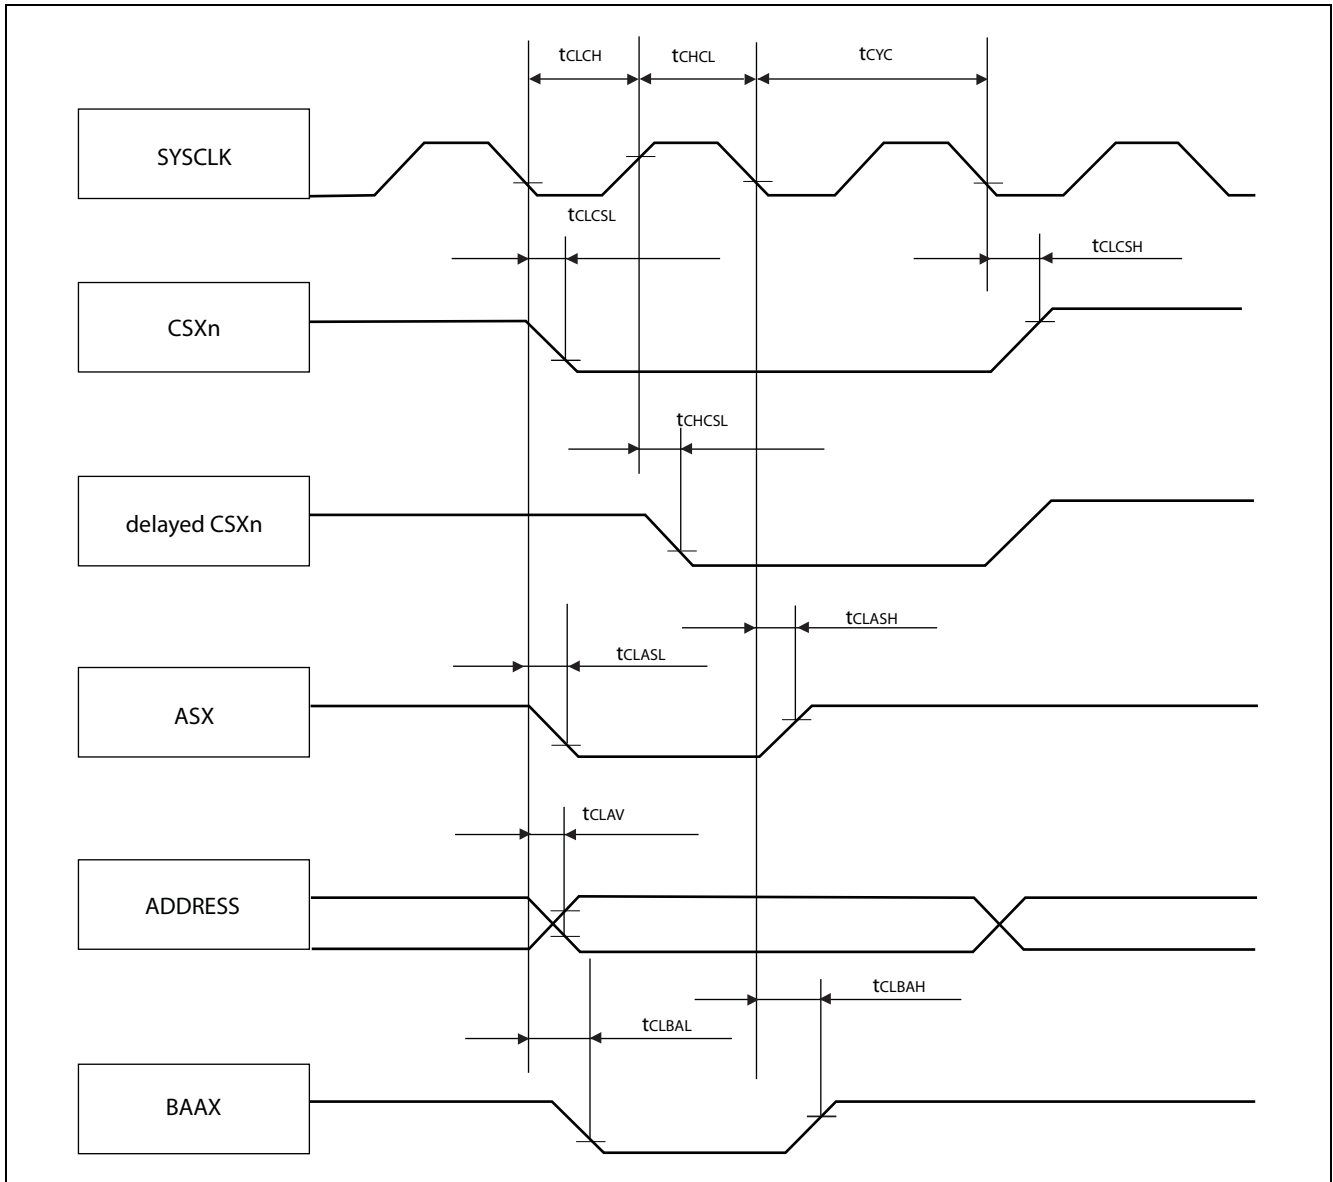 tCLCH tCHCL tCYC
SYSCLK
tCLCSL
tCLCSH
CSXn
tCHCSL
delayed CSXn
tCLASH
tCLASL
ASX
tCLAV
ADDRESS
tCLBAH
tCLBAL
BAAX